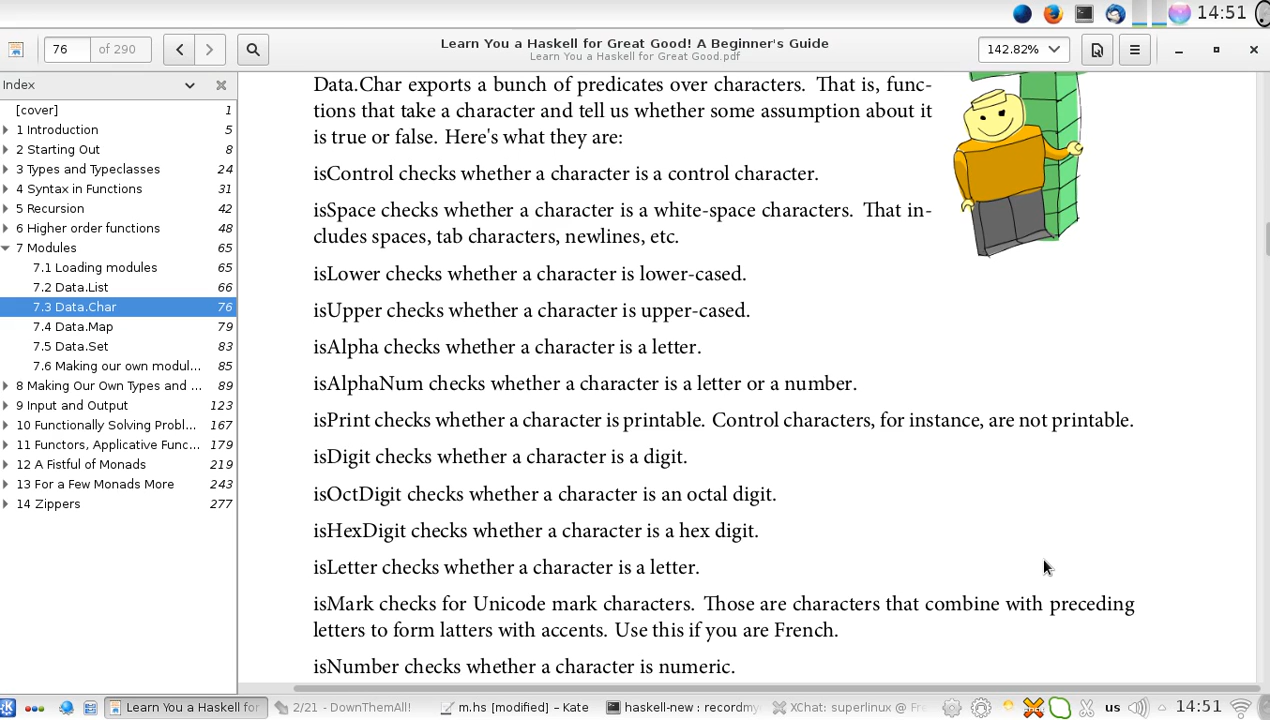 14:51
76 of 290
Learn You a Haskell for Great Good! A Beginner's Guide
Learn You a Haskell for Great Good.pdf
142.82%
Index
[cover] 1
1 Introduction 5
2 Starting Out 8
3 Types and Typeclasses 24
4 Syntax in Functions 31
5 Recursion 42
6 Higher order functions 48
7 Modules 65
7.1 Loading modules 65
7.2 Data.List 66
7.3 Data.Char 76
7.4 Data.Map 79
7.5 Data.Set 83
7.6 Making our own modul... 85
8 Making Our Own Types and ... 89
9 Input and Output 123
10 Functionally Solving Probl... 167
11 Functors, Applicative Func... 179
12 A Fistful of Monads 219
13 For a Few Monads More 243
14 Zippers 277
Data.Char exports a bunch of predicates over characters. That is, func-
tions that take a character and tell us whether some assumption about it
is true or false. Here's what they are:
isControl checks whether a character is a control character.
isSpace checks whether a character is a white-space characters. That in-
cludes spaces, tab characters, newlines, etc.
isLower checks whether a character is lower-cased.
isUpper checks whether a character is upper-cased.
isAlpha checks whether a character is a letter.
isAlphaNum checks whether a character is a letter or a number.
isPrint checks whether a character is printable. Control characters, for instance, are not printable.
isDigit checks whether a character is a digit.
isOctDigit checks whether a character is an octal digit.
isHexDigit checks whether a character is a hex digit.
isLetter checks whether a character is a letter.
isMark checks for Unicode mark characters. Those are characters that combine with preceding
letters to form latters with accents. Use this if you are French.
isNumber checks whether a character is numeric.
Learn You a Haskell for
2/21 - DownThemAll!
m.hs [modified] – Kate
haskell-new : recordmy
XChat: superlinux @ Fr
us
14:51